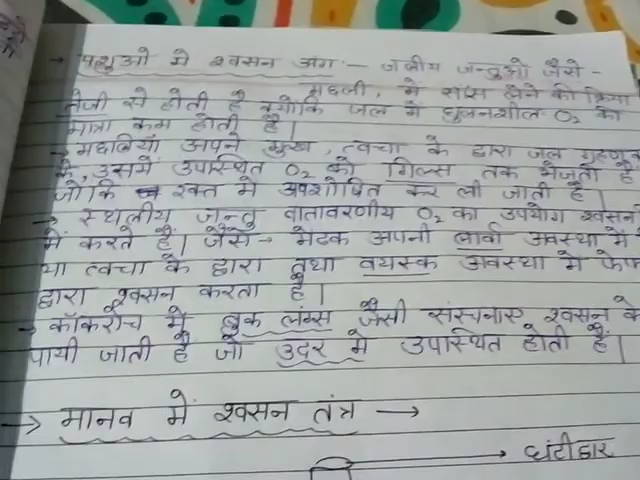 → पशुओ मे श्वसन अंग :— जलीय जन्तुओ जैसे -
मछली, मे सांस लेने की क्रिया
तेजी से होती है क्योकि जल मे घुलनशील O₂ की
मात्रा कम होती है।
→ मछलियाँ अपने मुख, त्वचा के द्वारा जल ग्रहण
है, उसमें उपस्थित O₂ को गिल्स तक भेजती है
जोकि रक्त मे अवशोषित कर ली जाती है।
→ स्थलीय जन्तु वातावरणीय O₂ का उपयोग श्वसन
में करते है। जैसे → मेढक अपनी लार्वा अवस्था में
या त्वचा के द्वारा तथा वयस्क अवस्था मे
द्वारा श्वसन करता है।
→ कॉकरोच मे बुक लंग्स जैसी संरचनाए श्वसन के
पायी जाती है जो उदर मे उपस्थित होती है।
→ मानव में श्वसन तंत्र →
→ घांटीद्वार